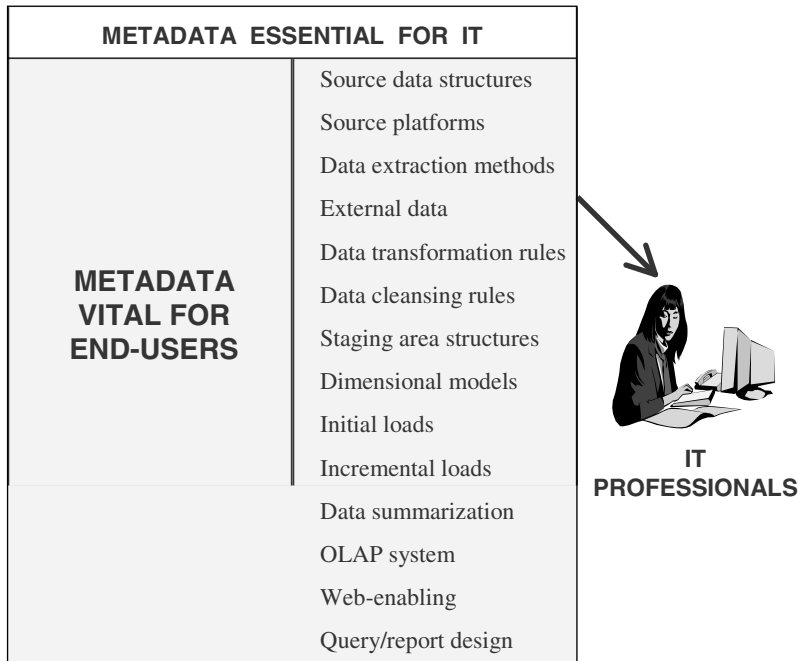 METADATA ESSENTIAL FOR IT
METADATA
VITAL FOR
END-USERS
Source data structures
Source platforms
Data extraction methods
External data
Data transformation rules
Data cleansing rules
Staging area structures
Dimensional models
Initial loads
Incremental loads
Data summarization
OLAP system
Web-enabling
Query/report design
IT
PROFESSIONALS